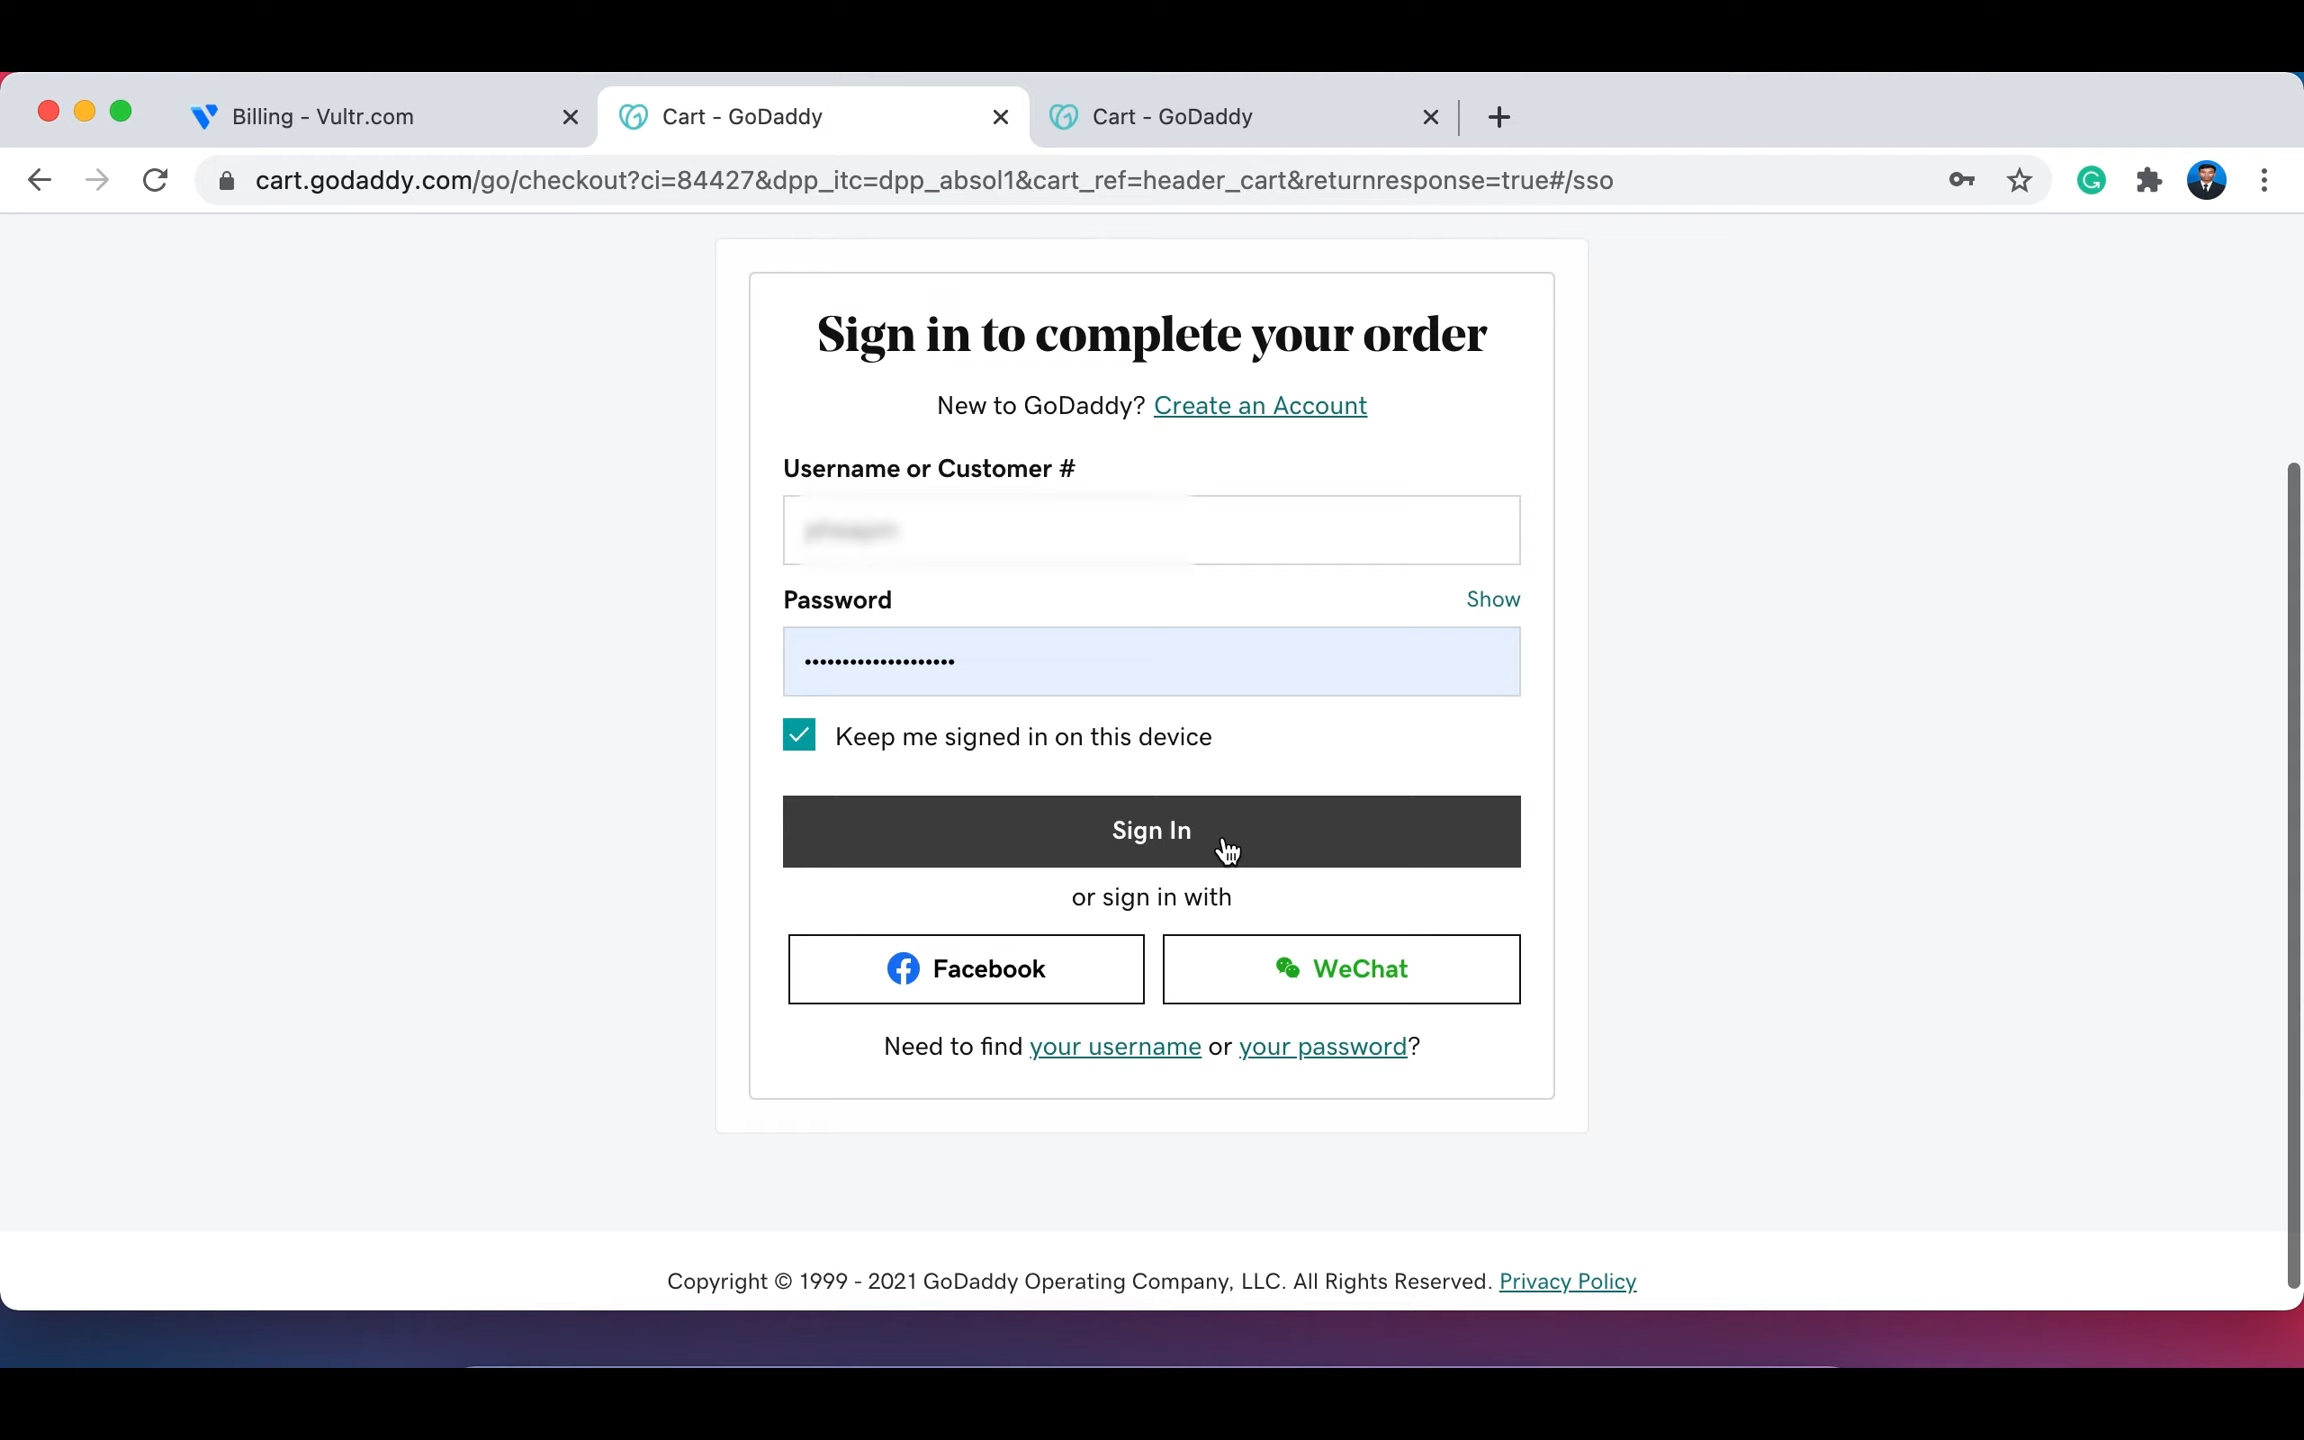 Billing - Vultr.com
Cart - GoDaddy
Cart - GoDaddy
cart.godaddy.com/go/checkout?ci=84427&dpp_itc=dpp_absol1&cart_ref=header_cart&returnresponse=true#/sso
Sign in to complete your order
New to GoDaddy? Create an Account
Username or Customer #
Password
Show
Keep me signed in on this device
Sign In
or sign in with
Facebook
WeChat
Need to find your username or your password?
Copyright © 1999 - 2021 GoDaddy Operating Company, LLC. All Rights Reserved. Privacy Policy